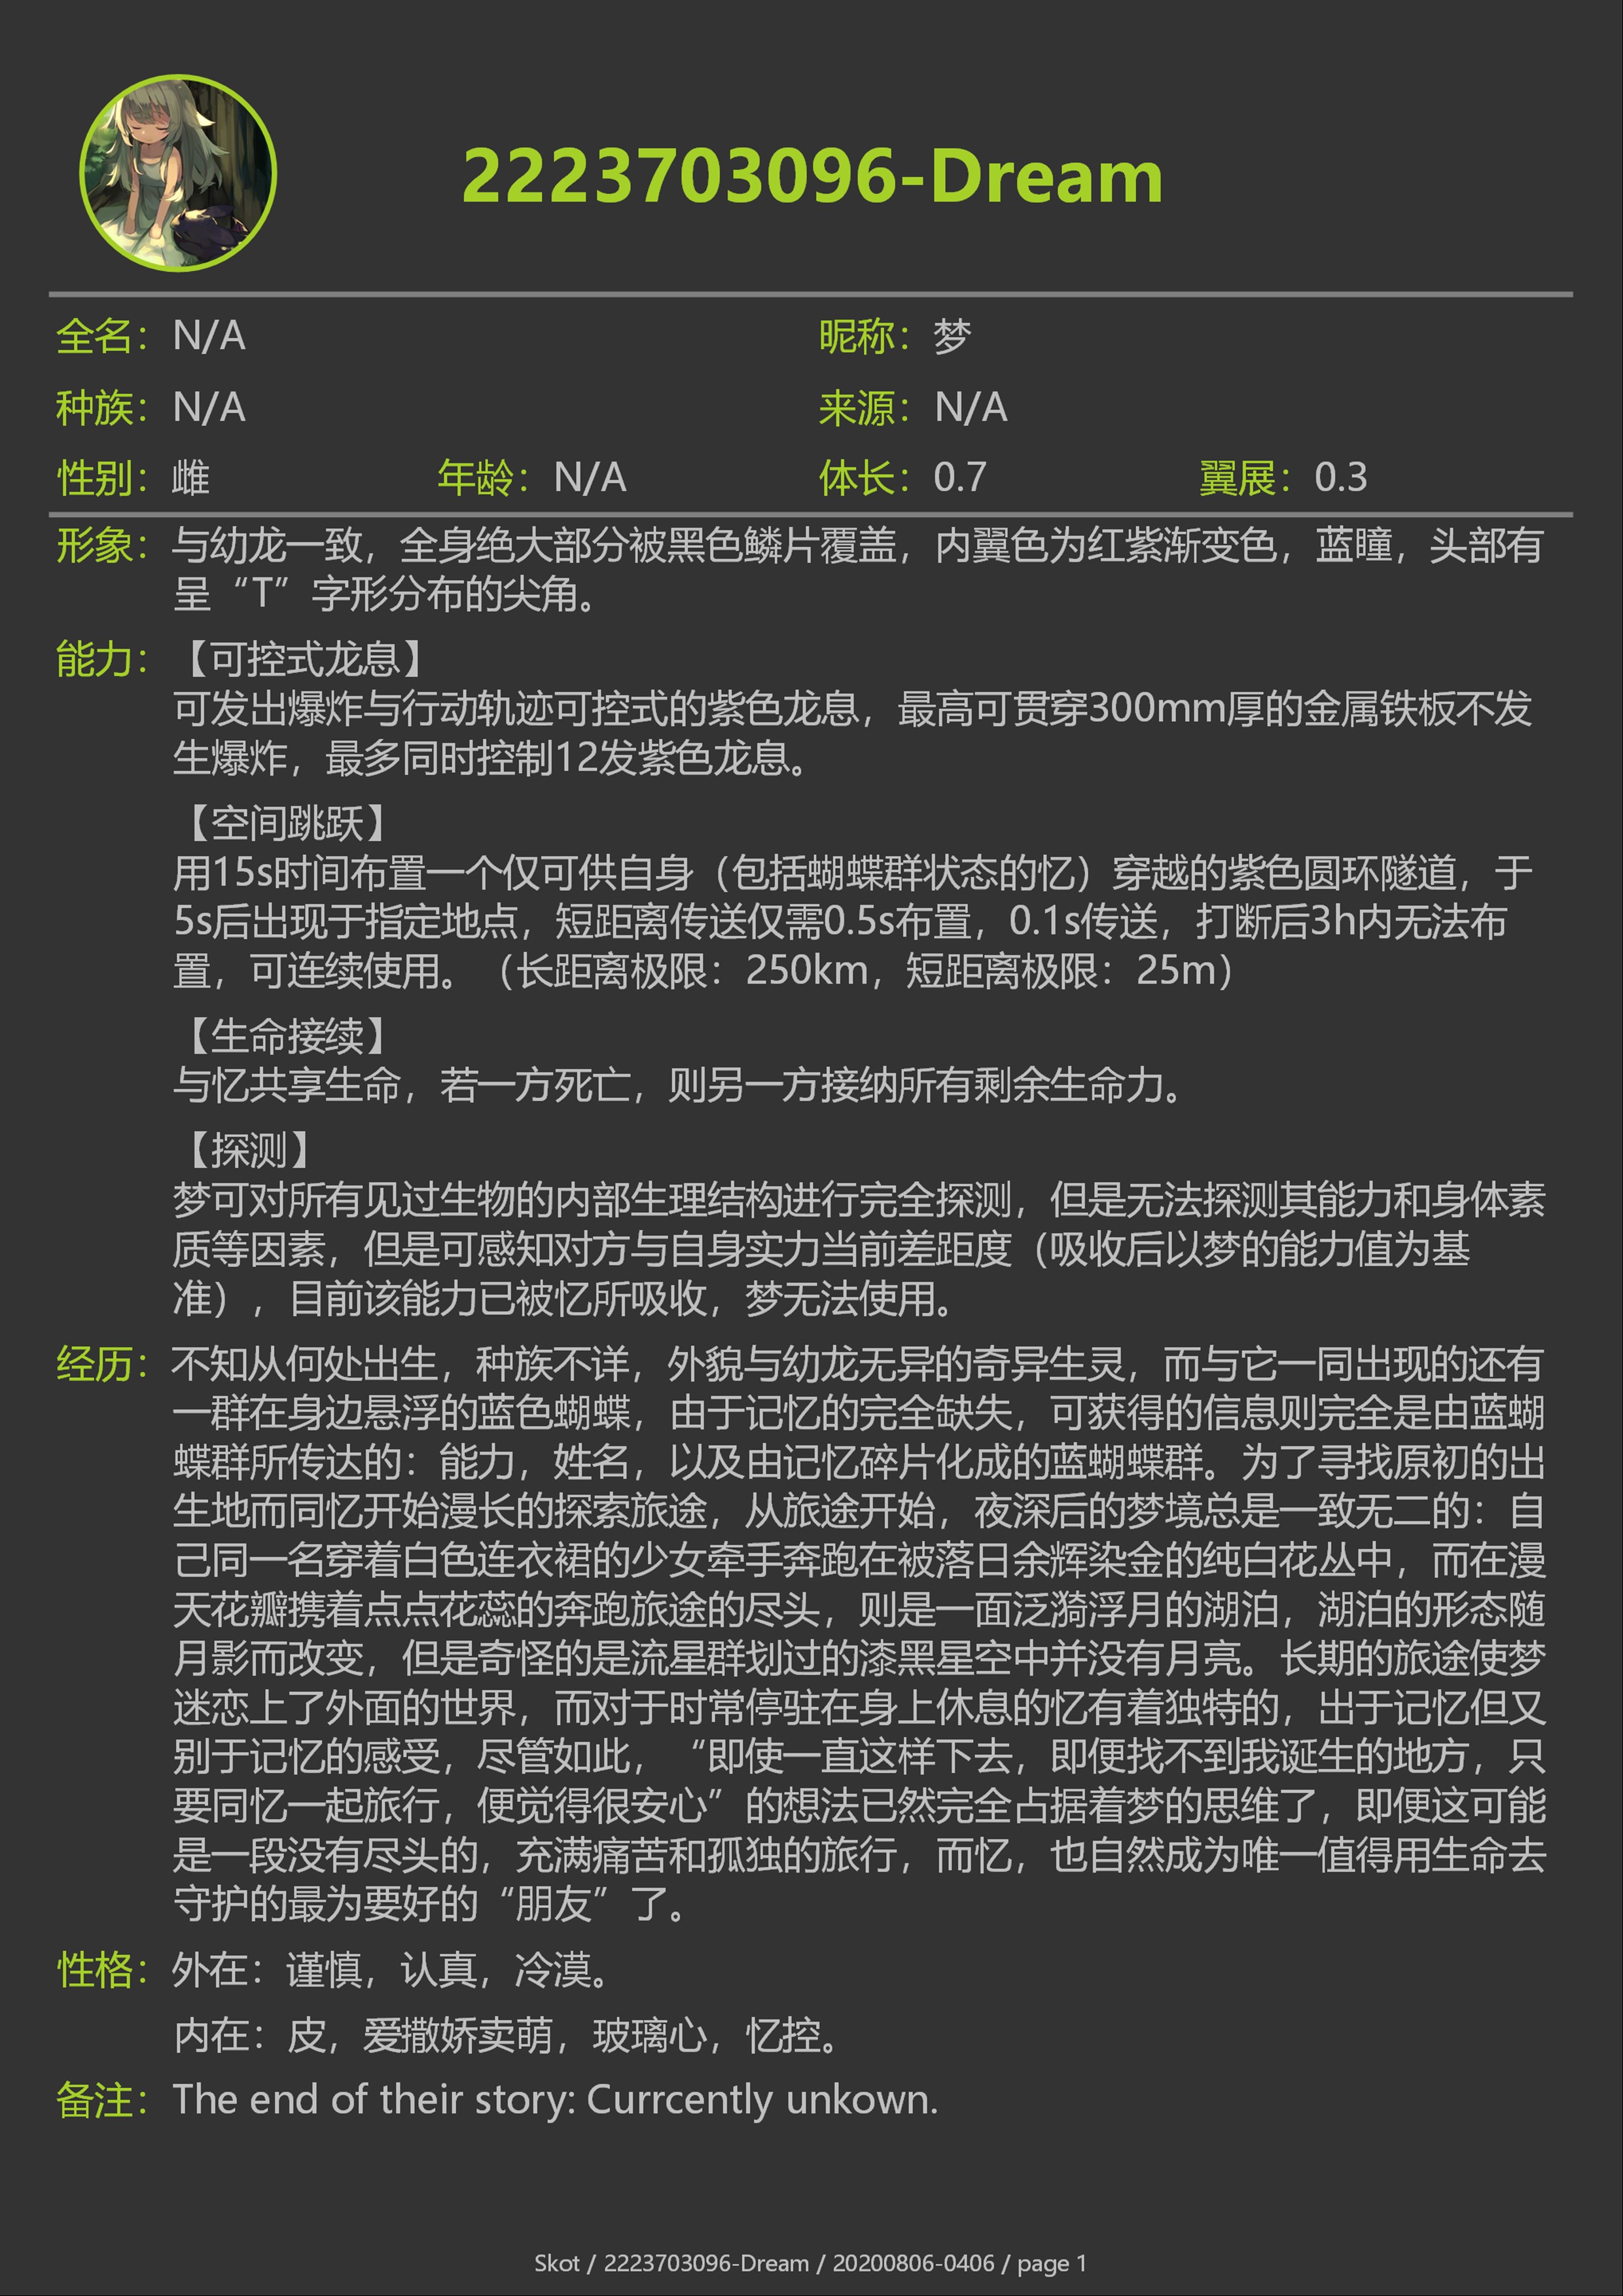 2223703096-Dream
全名：N/A 昵称：梦
种族：N/A 来源：N/A
性别：雌 年龄：N/A 体长：0.7 翼展：0.3
形象：与幼龙一致，全身绝大部分被黑色鳞片覆盖，内翼色为红紫渐变色，蓝瞳，头部有
呈“T”字形分布的尖角。
能力：【可控式龙息】
可发出爆炸与行动轨迹可控式的紫色龙息，最高可贯穿300mm厚的金属铁板不发
生爆炸，最多同时控制12发紫色龙息。
【空间跳跃】
用15s时间布置一个仅可供自身（包括蝴蝶群状态的忆）穿越的紫色圆环隧道，于
5s后出现于指定地点，短距离传送仅需0.5s布置，0.1s传送，打断后3h内无法布
置，可连续使用。（长距离极限：250km，短距离极限：25m）
【生命接续】
与忆共享生命，若一方死亡，则另一方接纳所有剩余生命力。
【探测】
梦可对所有见过生物的内部生理结构进行完全探测，但是无法探测其能力和身体素
质等因素，但是可感知对方与自身实力当前差距度（吸收后以梦的能力值为基
准），目前该能力已被忆所吸收，梦无法使用。
经历：不知从何处出生，种族不详，外貌与幼龙无异的奇异生灵，而与它一同出现的还有
一群在身边悬浮的蓝色蝴蝶，由于记忆的完全缺失，可获得的信息则完全是由蓝蝴
蝶群所传达的：能力，姓名，以及由记忆碎片化成的蓝蝴蝶群。为了寻找原初的出
生地而同忆开始漫长的探索旅途，从旅途开始，夜深后的梦境总是一致无二的：自
己同一名穿着白色连衣裙的少女牵手奔跑在被落日余辉染金的纯白花丛中，而在漫
天花瓣携着点点花蕊的奔跑旅途的尽头，则是一面泛漪浮月的湖泊，湖泊的形态随
月影而改变，但是奇怪的是流星群划过的漆黑星空中并没有月亮。长期的旅途使梦
迷恋上了外面的世界，而对于时常停驻在身上休息的忆有着独特的，出于记忆但又
别于记忆的感受，尽管如此，“即使一直这样下去，即便找不到我诞生的地方，只
要同忆一起旅行，便觉得很安心”的想法已然完全占据着梦的思维了，即便这可能
是一段没有尽头的，充满痛苦和孤独的旅行，而忆，也自然成为唯一值得用生命去
守护的最为要好的“朋友”了。
性格：外在：谨慎，认真，冷漠。
内在：皮，爱撒娇卖萌，玻璃心，忆控。
备注：The end of their story: Currcently unkown.
Skot / 2223703096-Dream / 20200806-0406 / page 1